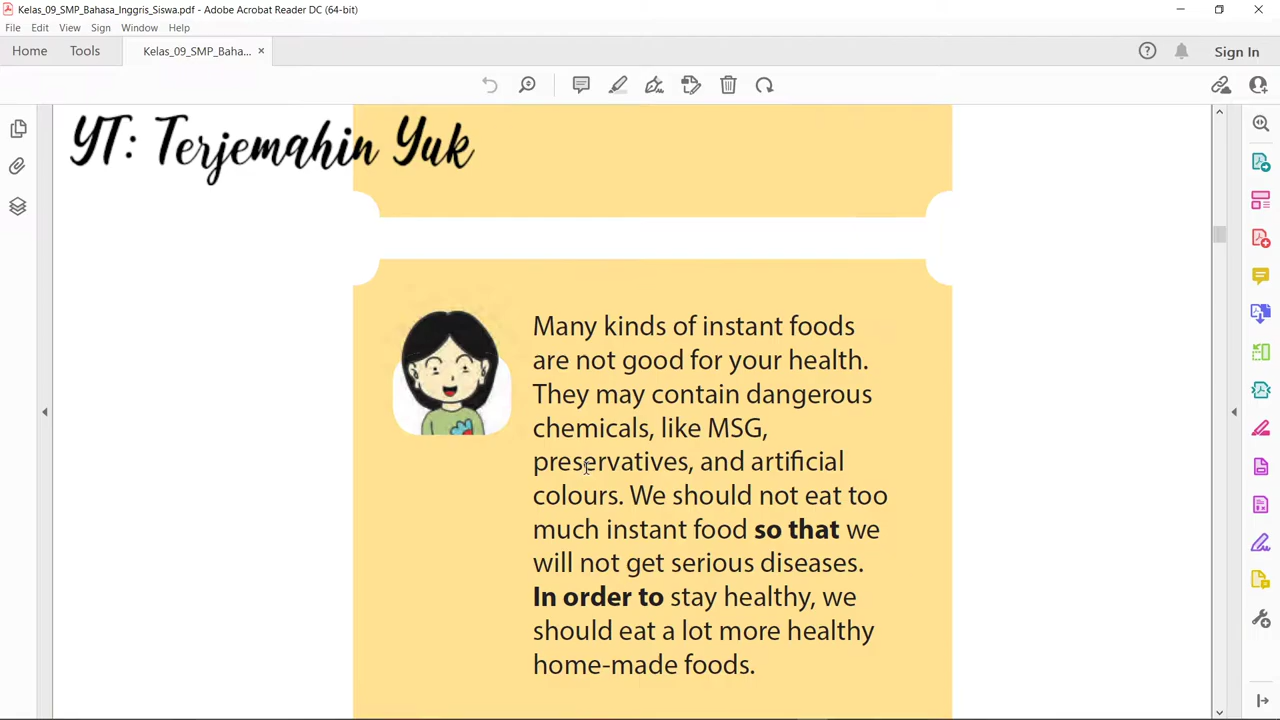 Kelas_09_SMP_Bahasa_Inggris_Siswa.pdf - Adobe Acrobat Reader DC (64-bit)
File Edit View Sign Window Help
Home Tools Kelas_09_SMP_Baha... × Sign In
YT: Terjemahin Yuk
Many kinds of instant foods
are not good for your health.
They may contain dangerous
chemicals, like MSG,
preservatives, and artificial
colours. We should not eat too
much instant food so that we
will not get serious diseases.
In order to stay healthy, we
should eat a lot more healthy
home-made foods.